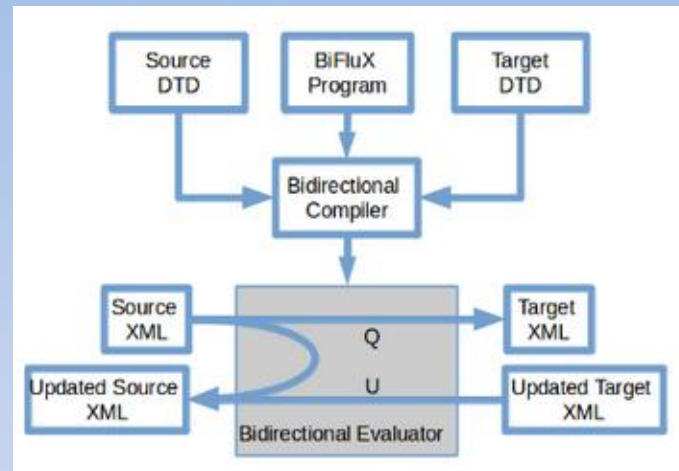 Source
DTD
BiFluX
Program
Target
DTD
Bidirectional
Compiler
Source
XML
Q
Target
XML
Updated Source
XML
U
Updated Target
XML
Bidirectional Evaluator